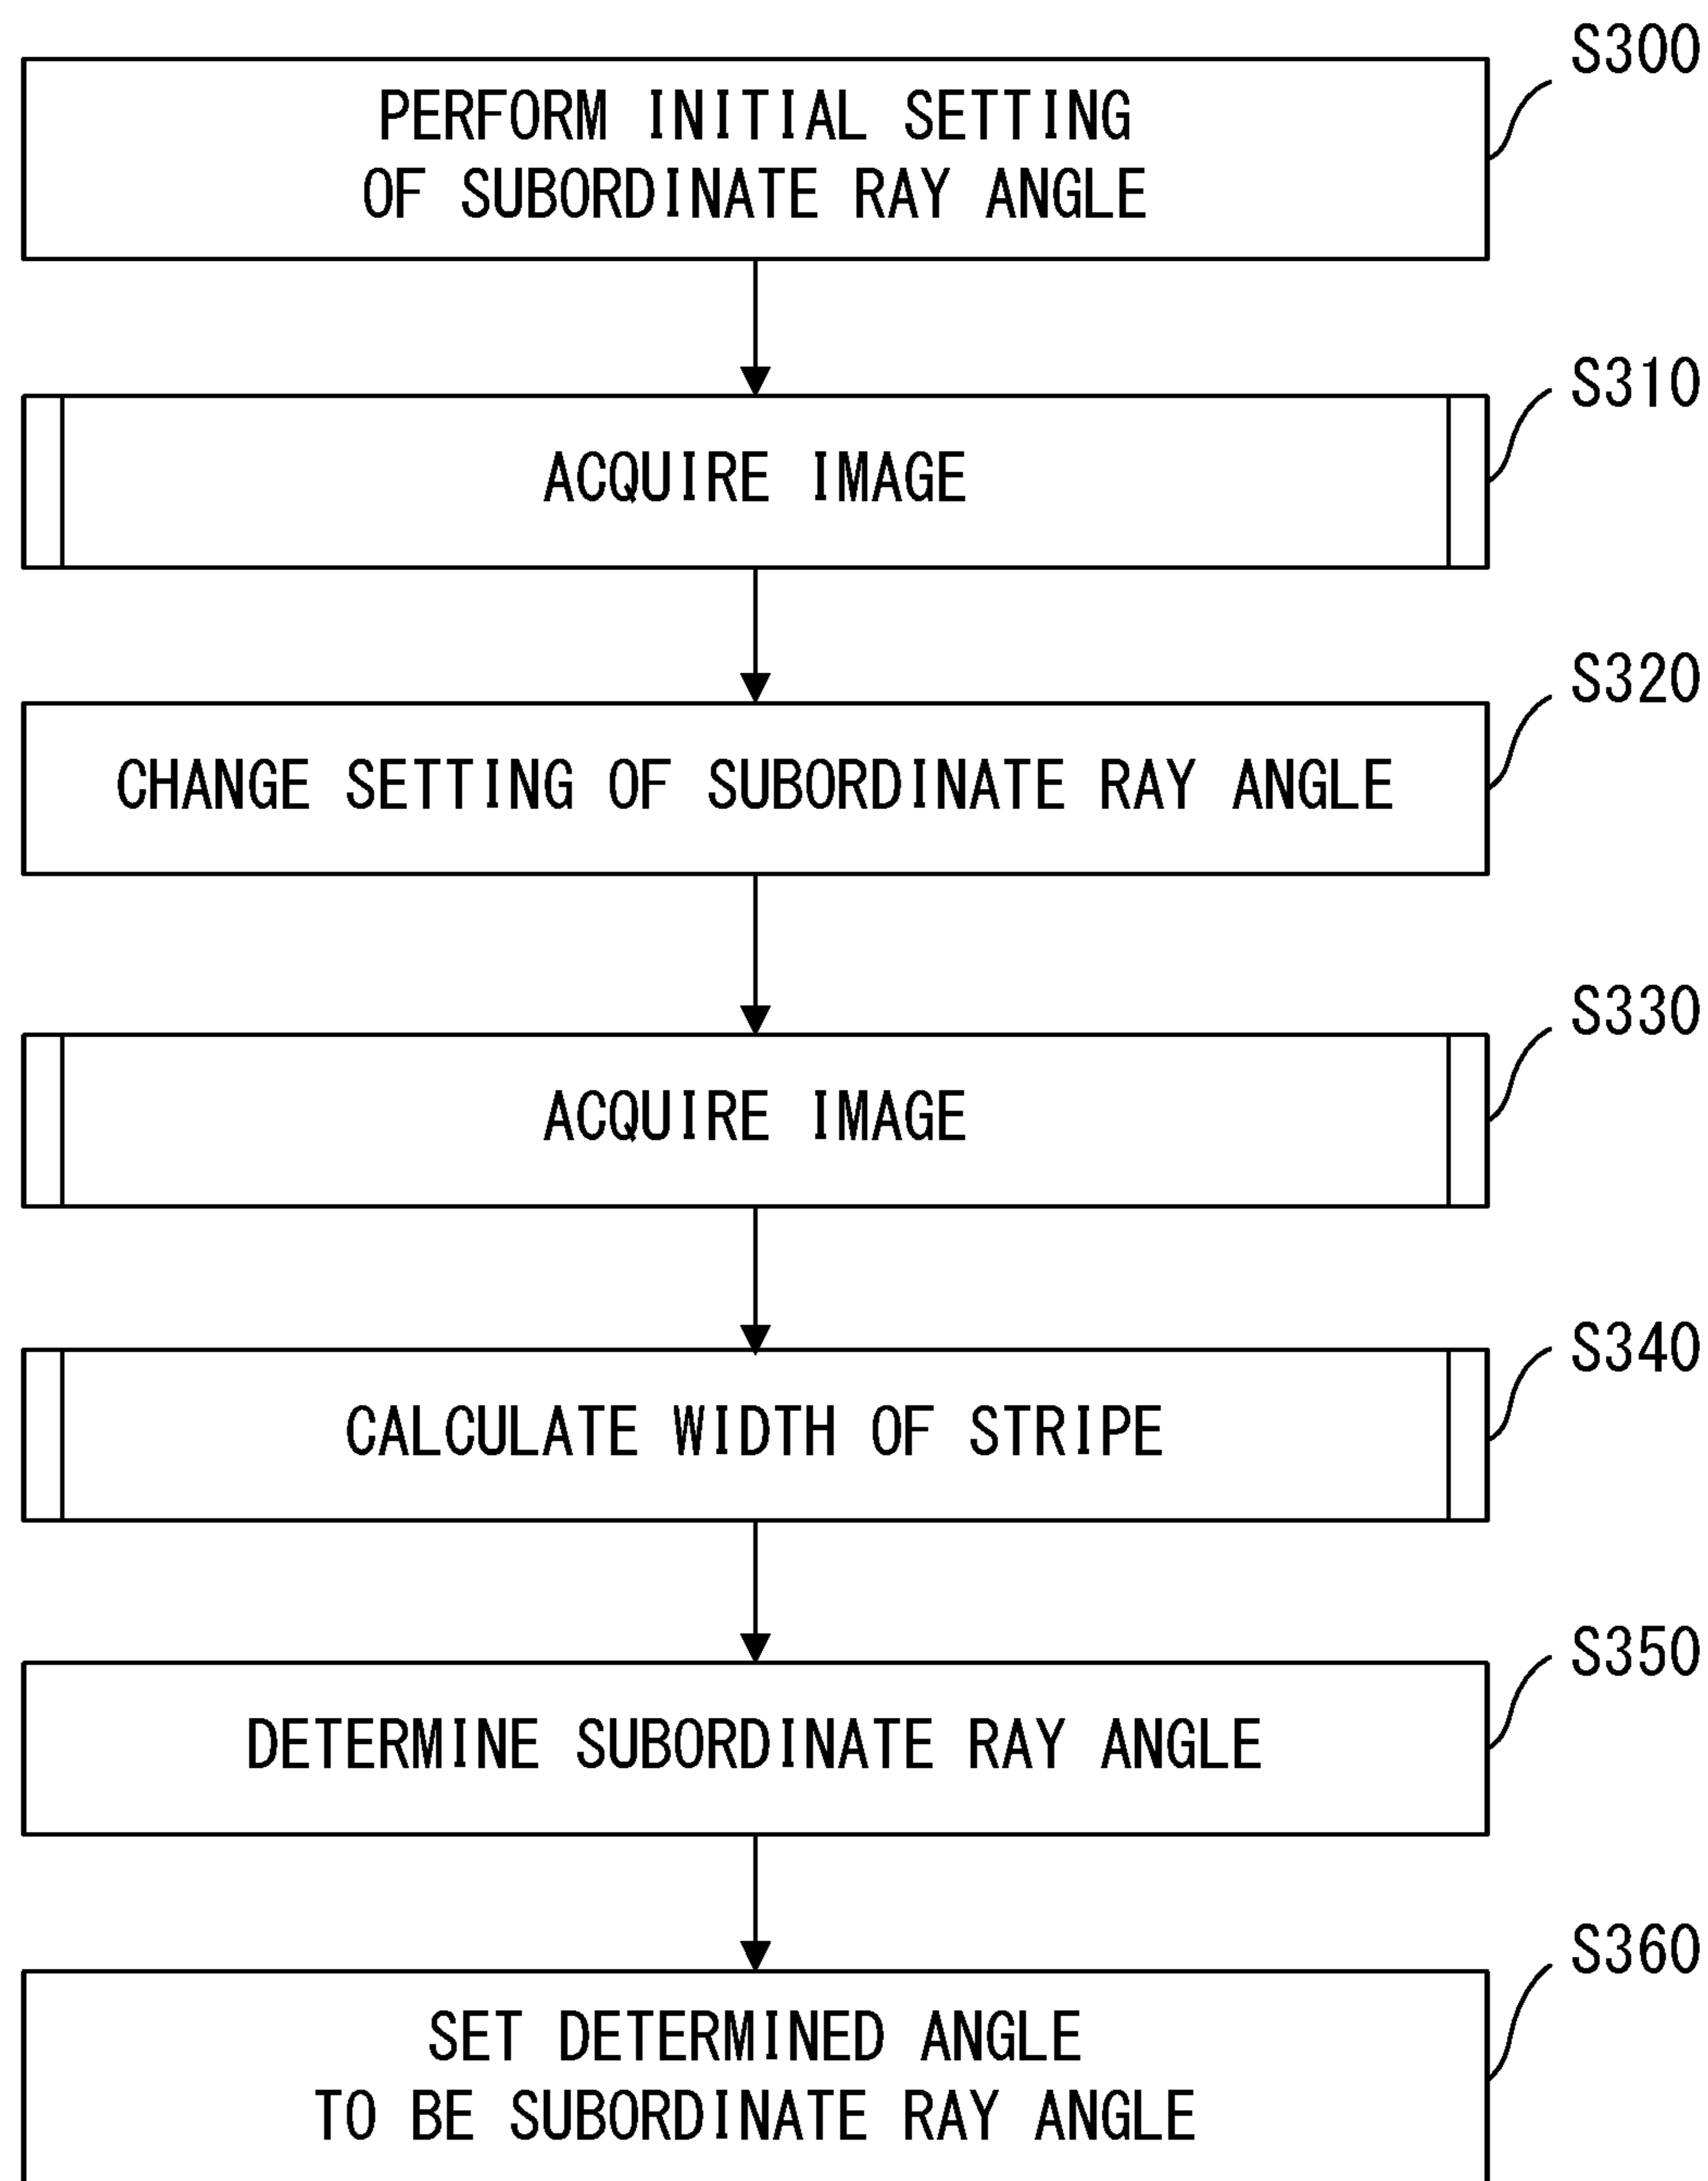 S300
PERFORM INITIAL SETTING
OF SUBORDINATE RAY ANGLE
S310
ACQUIRE IMAGE
S320
CHANGE SETTING OF SUBORDINATE RAY ANGLE
S330
ACQUIRE IMAGE
S340
CALCULATE WIDTH OF STRIPE
S350
DETERMINE SUBORDINATE RAY ANGLE
S360
SET DETERMINED ANGLE
TO BE SUBORDINATE RAY ANGLE